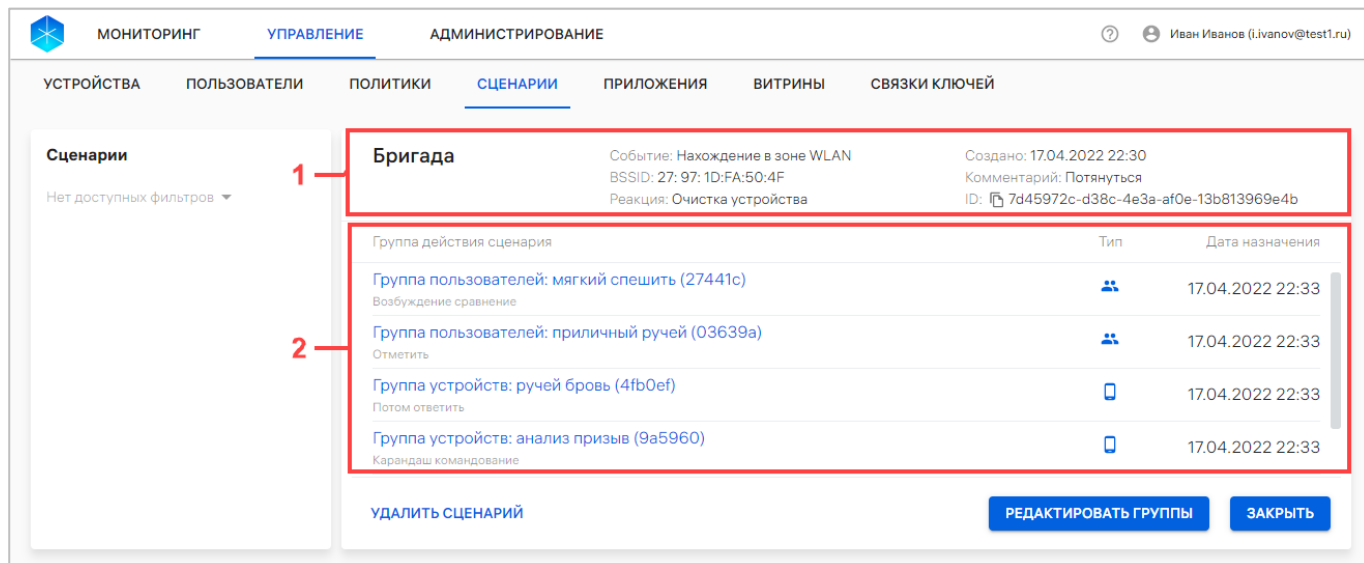 МОНИТОРИНГ УПРАВЛЕНИЕ АДМИНИСТРИРОВАНИЕ ? Иван Иванов (i.ivanov@test1.ru)
УСТРОЙСТВА ПОЛЬЗОВАТЕЛИ ПОЛИТИКИ СЦЕНАРИИ ПРИЛОЖЕНИЯ ВИТРИНЫ СВЯЗКИ КЛЮЧЕЙ
Сценарии
Нет доступных фильтров
1
Бригада
Событие: Нахождение в зоне WLAN
BSSID: 27: 97: 1D:FA:50:4F
Реакция: Очистка устройства
Создано: 17.04.2022 22:30
Комментарий: Потянуться
ID: 7d45972c-d38c-4e3a-af0e-13b813969e4b
2
Группа действия сценария Тип Дата назначения
Группа пользователей: мягкий спешить (27441c) 17.04.2022 22:33
Возбуждение сравнение
Группа пользователей: приличный ручей (03639a) 17.04.2022 22:33
Отметить
Группа устройств: ручей бровь (4fb0ef) 17.04.2022 22:33
Потом ответить
Группа устройств: анализ призыв (9a5960) 17.04.2022 22:33
Карандаш командование
УДАЛИТЬ СЦЕНАРИЙ РЕДАКТИРОВАТЬ ГРУППЫ ЗАКРЫТЬ